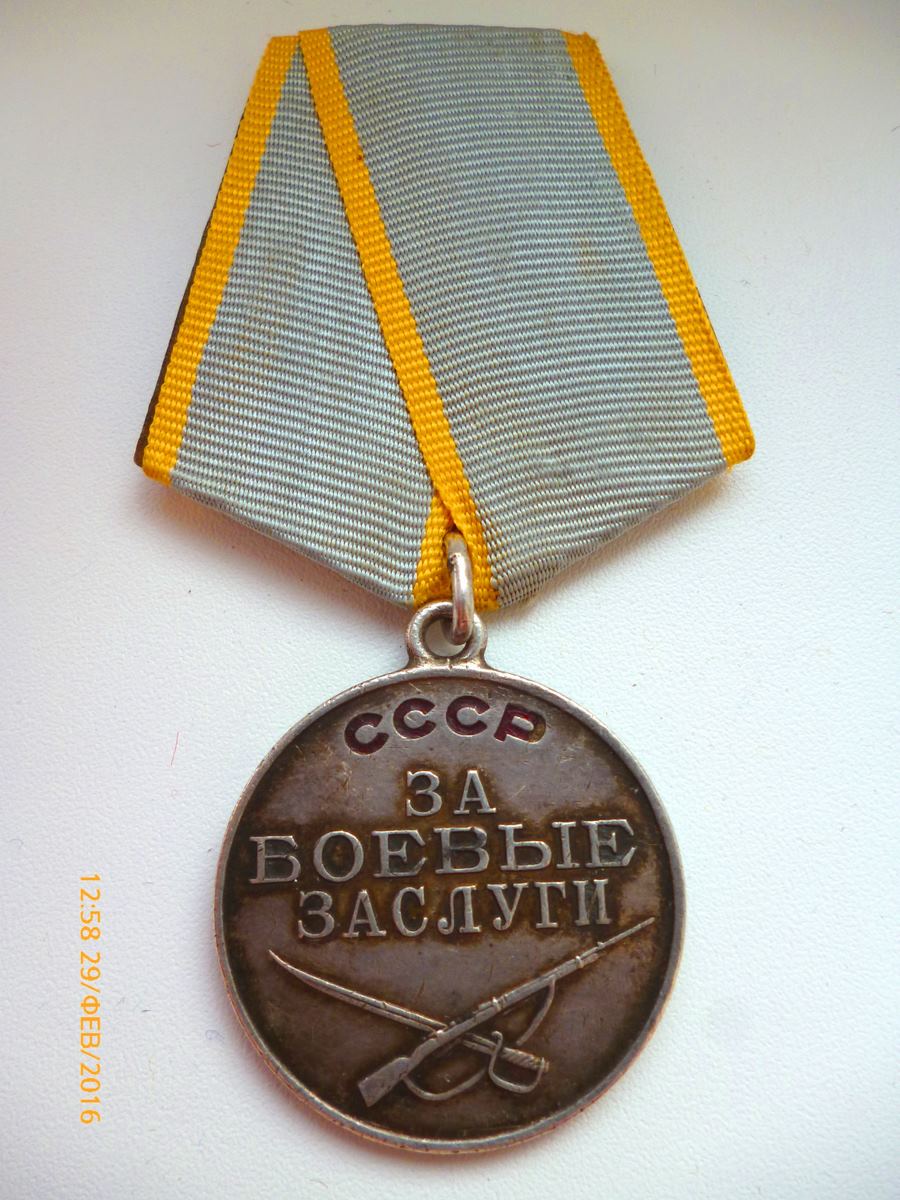 СССР
ЗА
БОЕВЫЕ
ЗАСЛУГИ
12:58 29/ФЕВ/2016